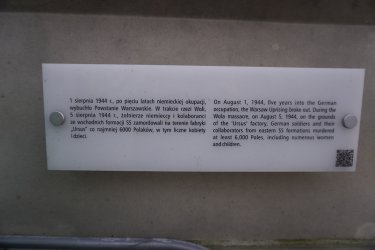 1 sierpnia 1944 r., po pięciu latach niemieckiej okupacji,
wybuchło Powstanie Warszawskie. W trakcie rzezi Woli,
5 sierpnia 1944 r., żołnierze niemieccy i kolaboranci
ze wschodnich formacji SS zamordowali na terenie fabryki
„Ursus” co najmniej 6000 Polaków, w tym liczne kobiety
i dzieci.
On August 1, 1944, five years into the German
occupation, the Warsaw Uprising broke out. During the
Wola massacre, on August 5, 1944, on the grounds
of the 'Ursus' factory, German soldiers and their
collaborators from eastern SS formations murdered
at least 6,000 Poles, including numerous women
and children.